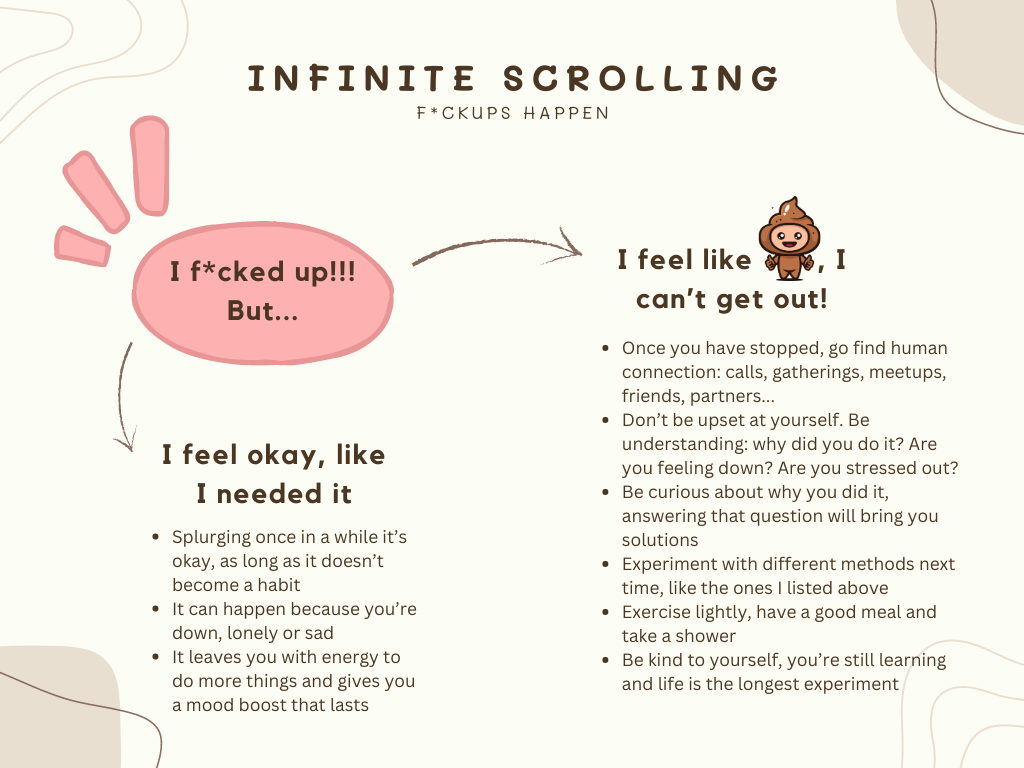 INFINITE SCROLLING
F*CKUPS HAPPEN
I f*cked up!!!
But...
I feel like , I
can't get out!
• Once you have stopped, go find human
connection: calls, gatherings, meetups,
friends, partners...
• Don't be upset at yourself. Be
understanding: why did you do it? Are
you feeling down? Are you stressed out?
• Be curious about why you did it,
answering that question will bring you
solutions
• Experiment with different methods next
time, like the ones I listed above
• Exercise lightly, have a good meal and
take a shower
• Be kind to yourself, you're still learning
and life is the longest experiment
I feel okay, like
I needed it
• Splurging once in a while it's
okay, as long as it doesn't
become a habit
• It can happen because you're
down, lonely or sad
• It leaves you with energy to
do more things and gives you
a mood boost that lasts